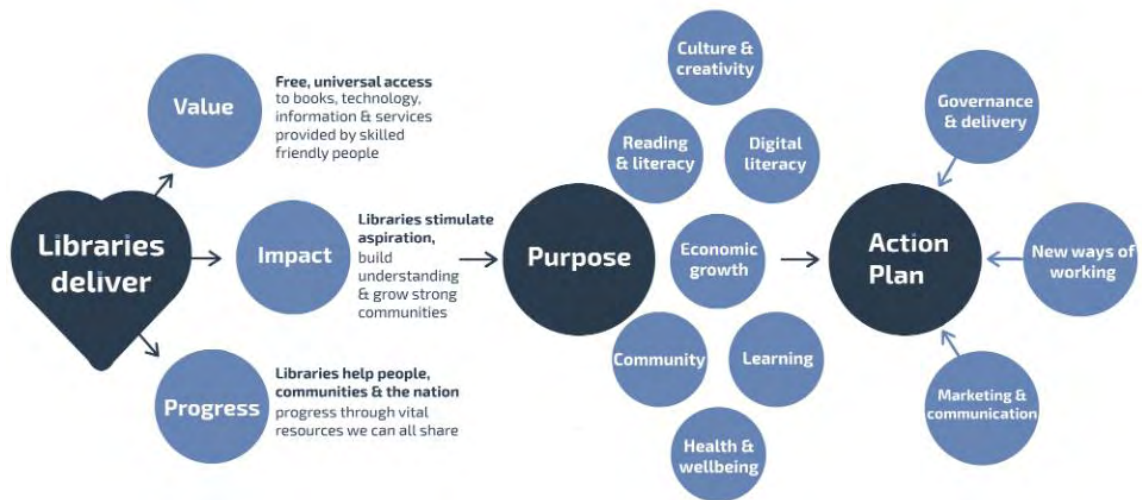 Libraries
deliver
Value
Free, universal access
to books, technology,
information & services
provided by skilled
friendly people
Impact
Libraries stimulate
aspiration,
build
understanding
& grow strong
communities
Progress
Libraries help people,
communities & the nation
progress through vital
resources we can all share
Purpose
Culture &
creativity
Reading
& literacy
Digital
literacy
Economic
growth
Community
Learning
Health &
wellbeing
Action
Plan
Governance
& delivery
New ways of
working
Marketing &
communication